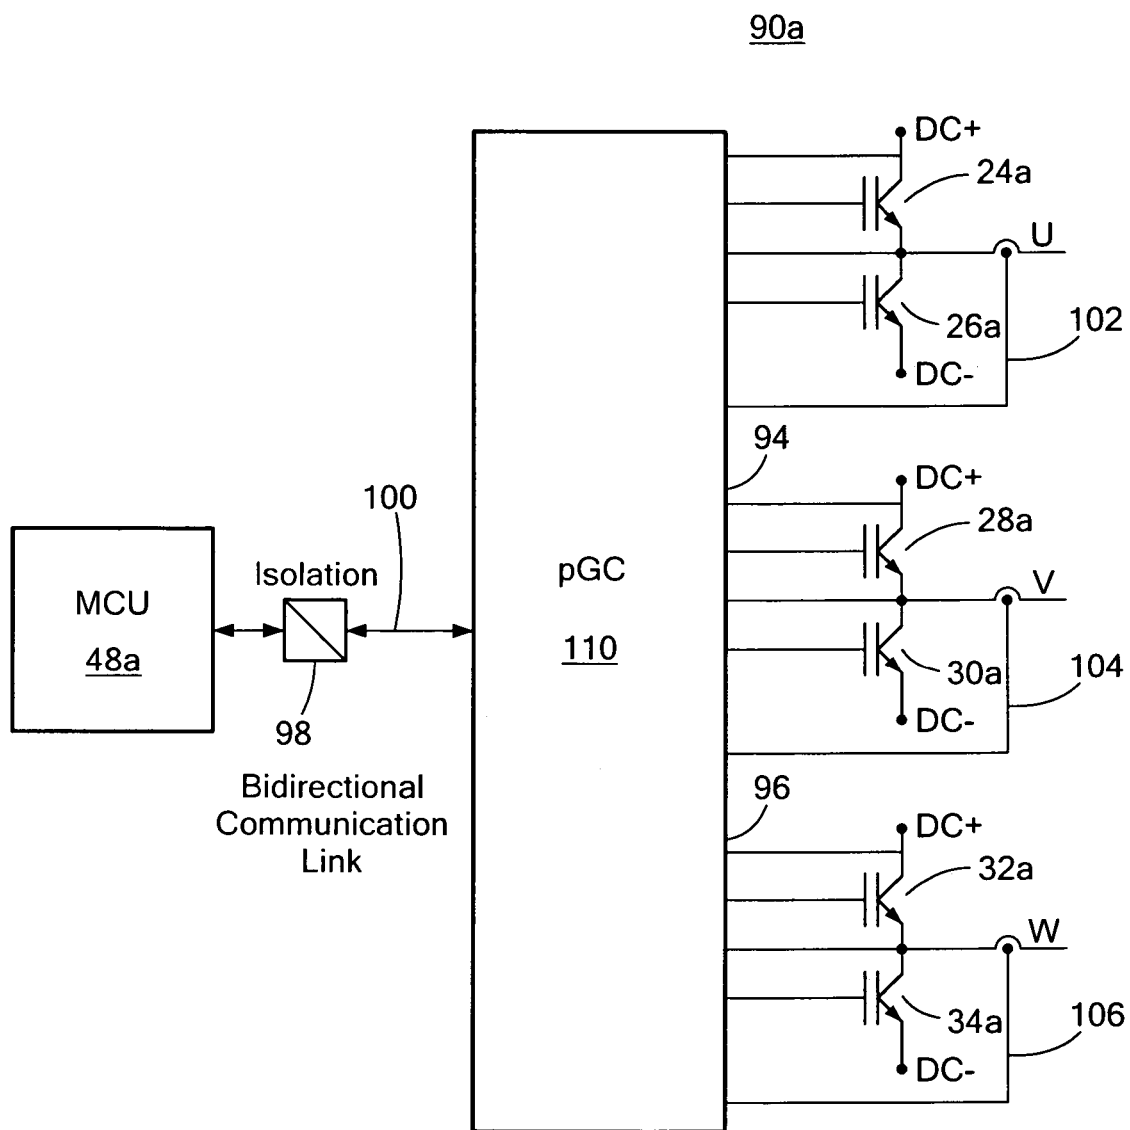 90a
DC+
24a
U
26a
102
DC-
94
DC+
100
28a
Isolation
pGC
V
MCU
110
48a
30a
104
98
DC-
Bidirectional
Communication
Link
96
DC+
32a
W
34a
106
DC-